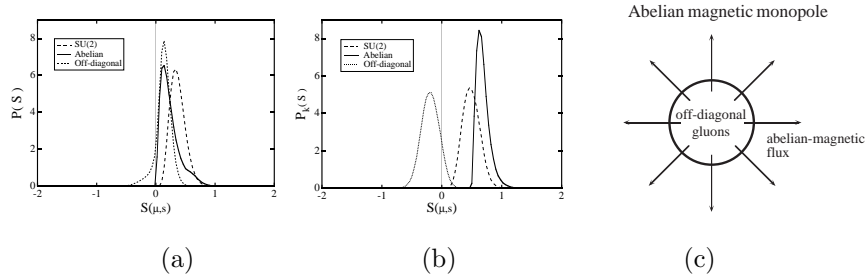 8
6
4
2
0
P( S )
SU(2)
Abelian
Off-diagonal
-2
-1
0
1
2
S(μ,s)
(a)
8
6
4
2
0
Pk( S )
SU(2)
Abelian
Off-diagonal
-2
-1
0
1
2
S(μ,s)
(b)
Abelian magnetic monopole
off-diagonal
gluons
abelian-magnetic
flux
(c)